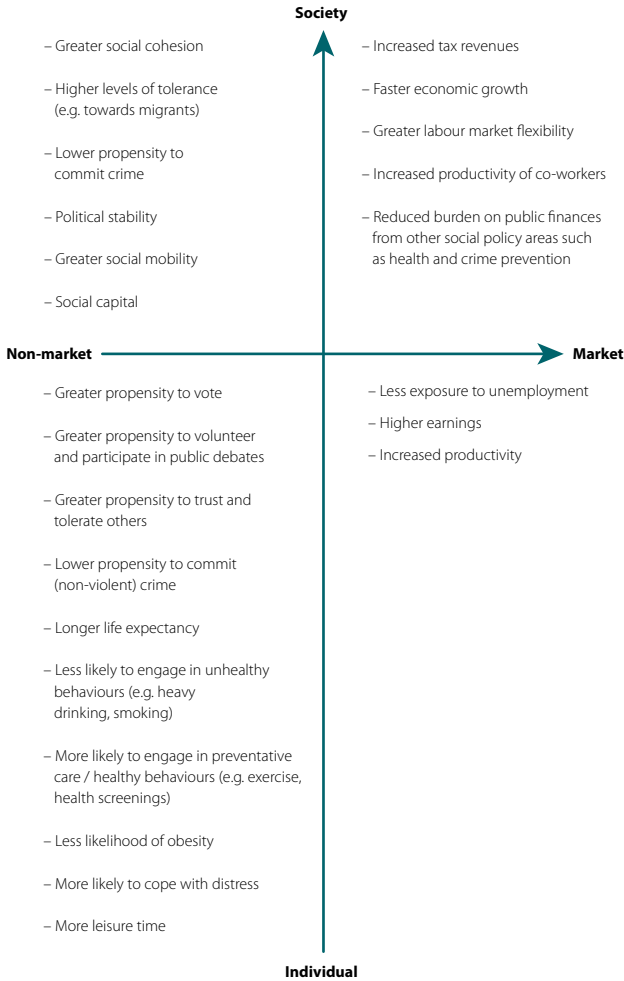 Society
– Greater social cohesion
– Higher levels of tolerance
(e.g. towards migrants)
– Lower propensity to
commit crime
– Political stability
– Greater social mobility
– Social capital
– Increased tax revenues
– Faster economic growth
– Greater labour market flexibility
– Increased productivity of co-workers
– Reduced burden on public finances
from other social policy areas such
as health and crime prevention
Non-market
Market
– Greater propensity to vote
– Greater propensity to volunteer
and participate in public debates
– Greater propensity to trust and
tolerate others
– Lower propensity to commit
(non-violent) crime
– Longer life expectancy
– Less likely to engage in unhealthy
behaviours (e.g. heavy
drinking, smoking)
– More likely to engage in preventative
care / healthy behaviours (e.g. exercise,
health screenings)
– Less likelihood of obesity
– More likely to cope with distress
– More leisure time
– Less exposure to unemployment
– Higher earnings
– Increased productivity
Individual